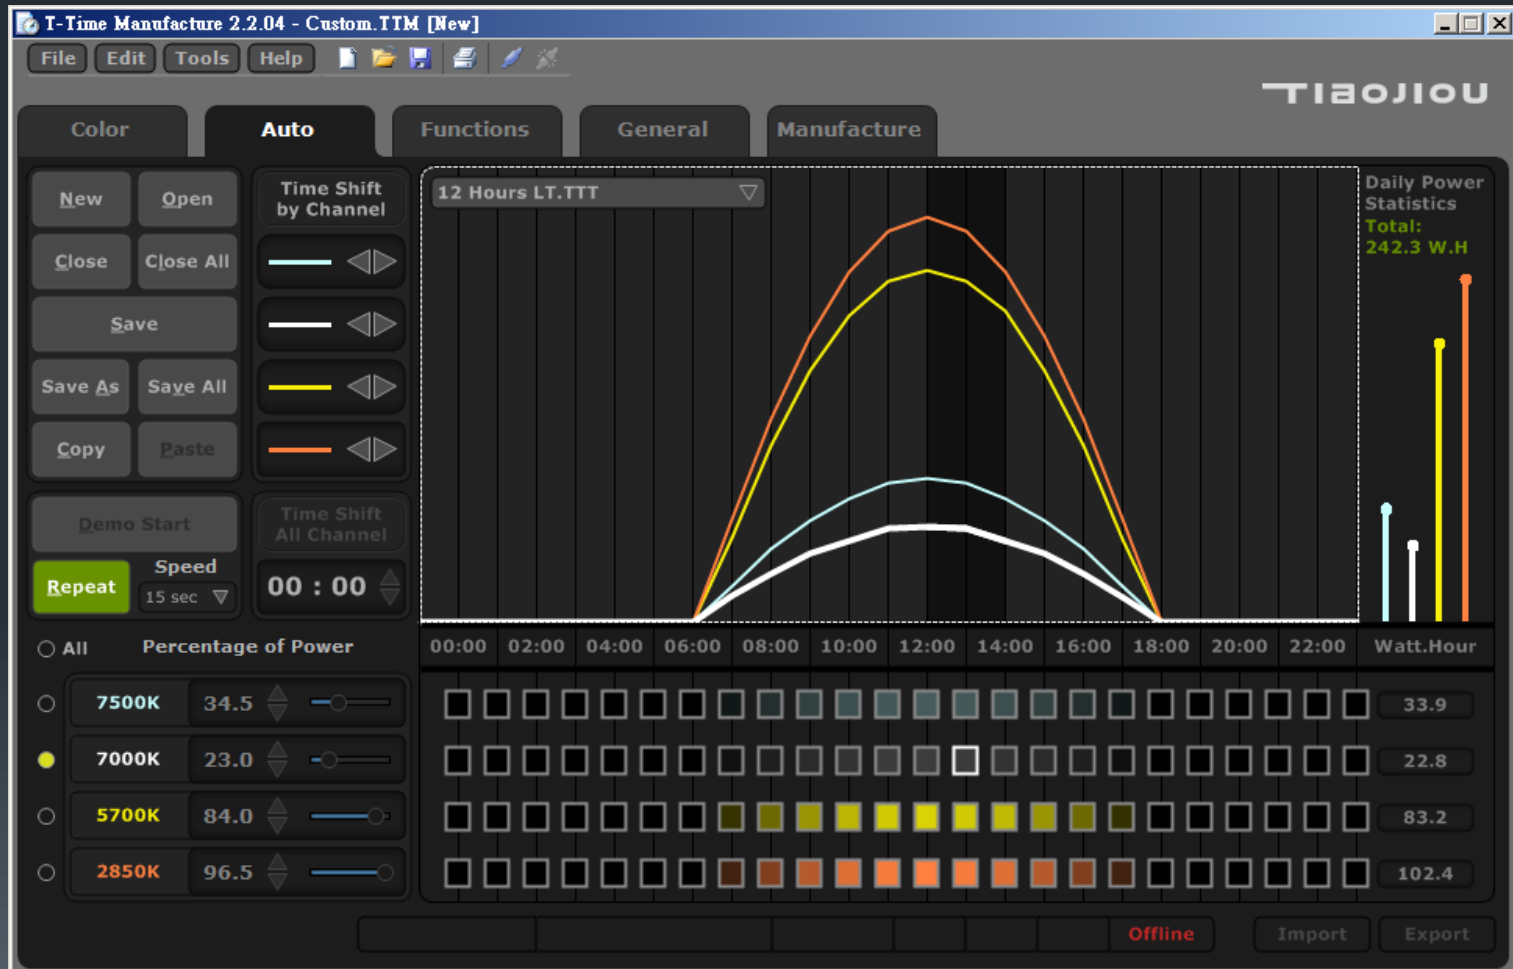 T-Time Manufacture 2.2.04 - Custom.TTM [New]
File Edit Tools Help
TIAOJIOU
Color Auto Functions General Manufacture
New Open
Close Close All
Save
Save As Save All
Copy Paste
Demo Start
Repeat
Speed
15 sec
Time Shift
by Channel
Time Shift
All Channel
00 : 00
12 Hours LT.TTT
Daily Power
Statistics
Total:
242.3 W.H
All Percentage of Power
00:00 02:00 04:00 06:00 08:00 10:00 12:00 14:00 16:00 18:00 20:00 22:00 Watt.Hour
7500K 34.5 33.9
7000K 23.0 22.8
5700K 84.0 83.2
2850K 96.5 102.4
Offline Import Export